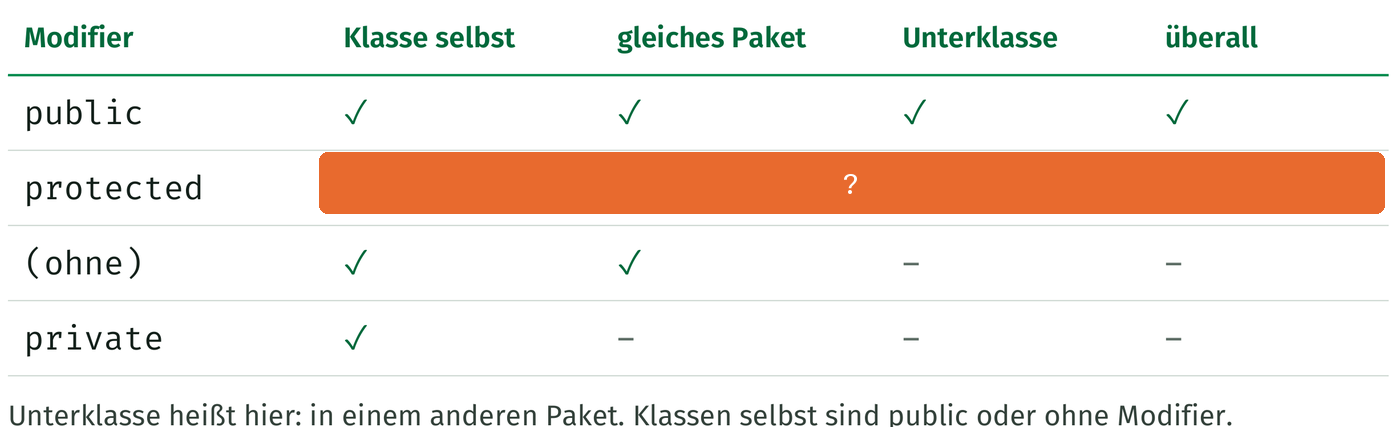 Modifier Klasse selbst gleiches Paket Unterklasse überall
public ✓ ✓ ✓ ✓
protected ?
(ohne) ✓ ✓ – –
private ✓ – – –
Unterklasse heißt hier: in einem anderen Paket. Klassen selbst sind public oder ohne Modifier.